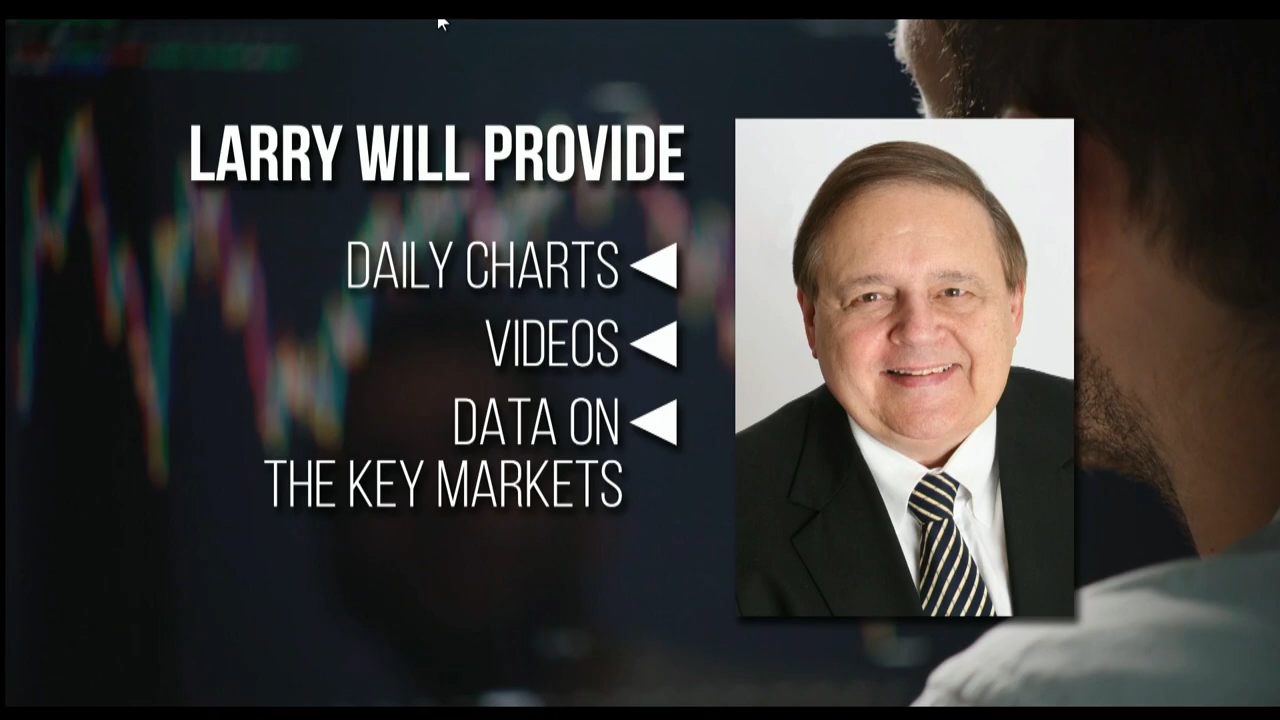 LARRY WILL PROVIDE
DAILY CHARTS
VIDEOS
DATA ON
THE KEY MARKETS